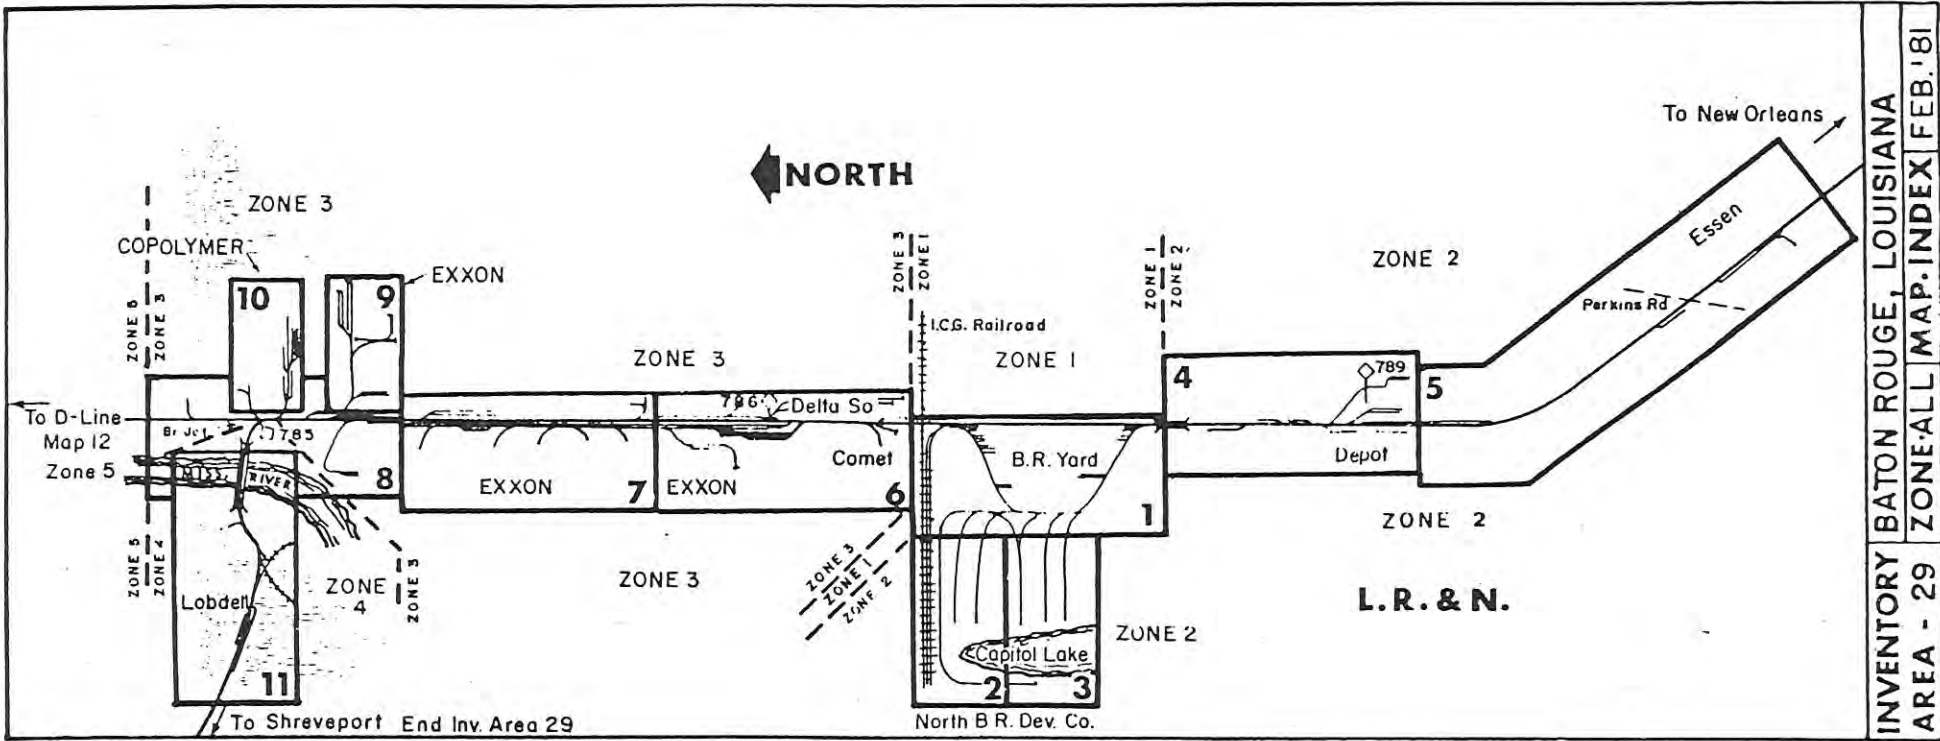 To New Orleans
NORTH
ZONE 3
COPOLYMER
EXXON
10
9
ZONE 5
ZONE 3
ZONE 3
ZONE 1
I.C.G. Railroad
ZONE 1
ZONE 2
ZONE 2
Essen
Parkins Rd
ZONE 3
ZONE 1
4
789
5
786
Delta So
To D-Line
Map 12
Zone 5
785
RIVER
8
EXXON
7
EXXON
Comet
6
B.R. Yard
1
Depot
ZONE 2
ZONE 5
ZONE 4
Lobdell
ZONE
4
ZONE 3
ZONE 3
ZONE 3
ZONE 1
ZONE 2
L.R. & N.
ZONE 2
Capitol Lake
11
2
3
To Shreveport End Inv. Area 29
North B R. Dev. Co.
INVENTORY BATON ROUGE, LOUISIANA
AREA - 29 ZONE·ALL MAP·INDEX FEB.'81